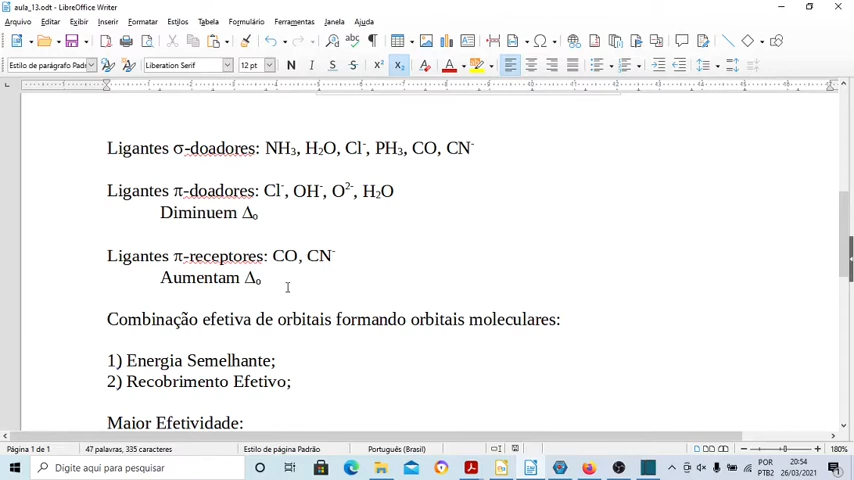 aula_13.odt - LibreOffice Writer
Arquivo Editar Exibir Inserir Formatar Estilos Tabela Formulário Ferramentas Janela Ajuda
Estilo de parágrafo Padr Liberation Serif 12 pt N I S S X² X₂
Ligantes σ-doadores: NH₃, H₂O, Cl⁻, PH₃, CO, CN⁻
Ligantes π-doadores: Cl⁻, OH⁻, O²⁻, H₂O
Diminuem Δₒ
Ligantes π-receptores: CO, CN⁻
Aumentam Δₒ
Combinação efetiva de orbitais formando orbitais moleculares:
1) Energia Semelhante;
2) Recobrimento Efetivo;
Maior Efetividade:
Página 1 de 1 47 palavras, 335 caracteres Estilo de página Padrão Português (Brasil) 180%
Digite aqui para pesquisar
POR 20:54
PTB2 26/03/2021